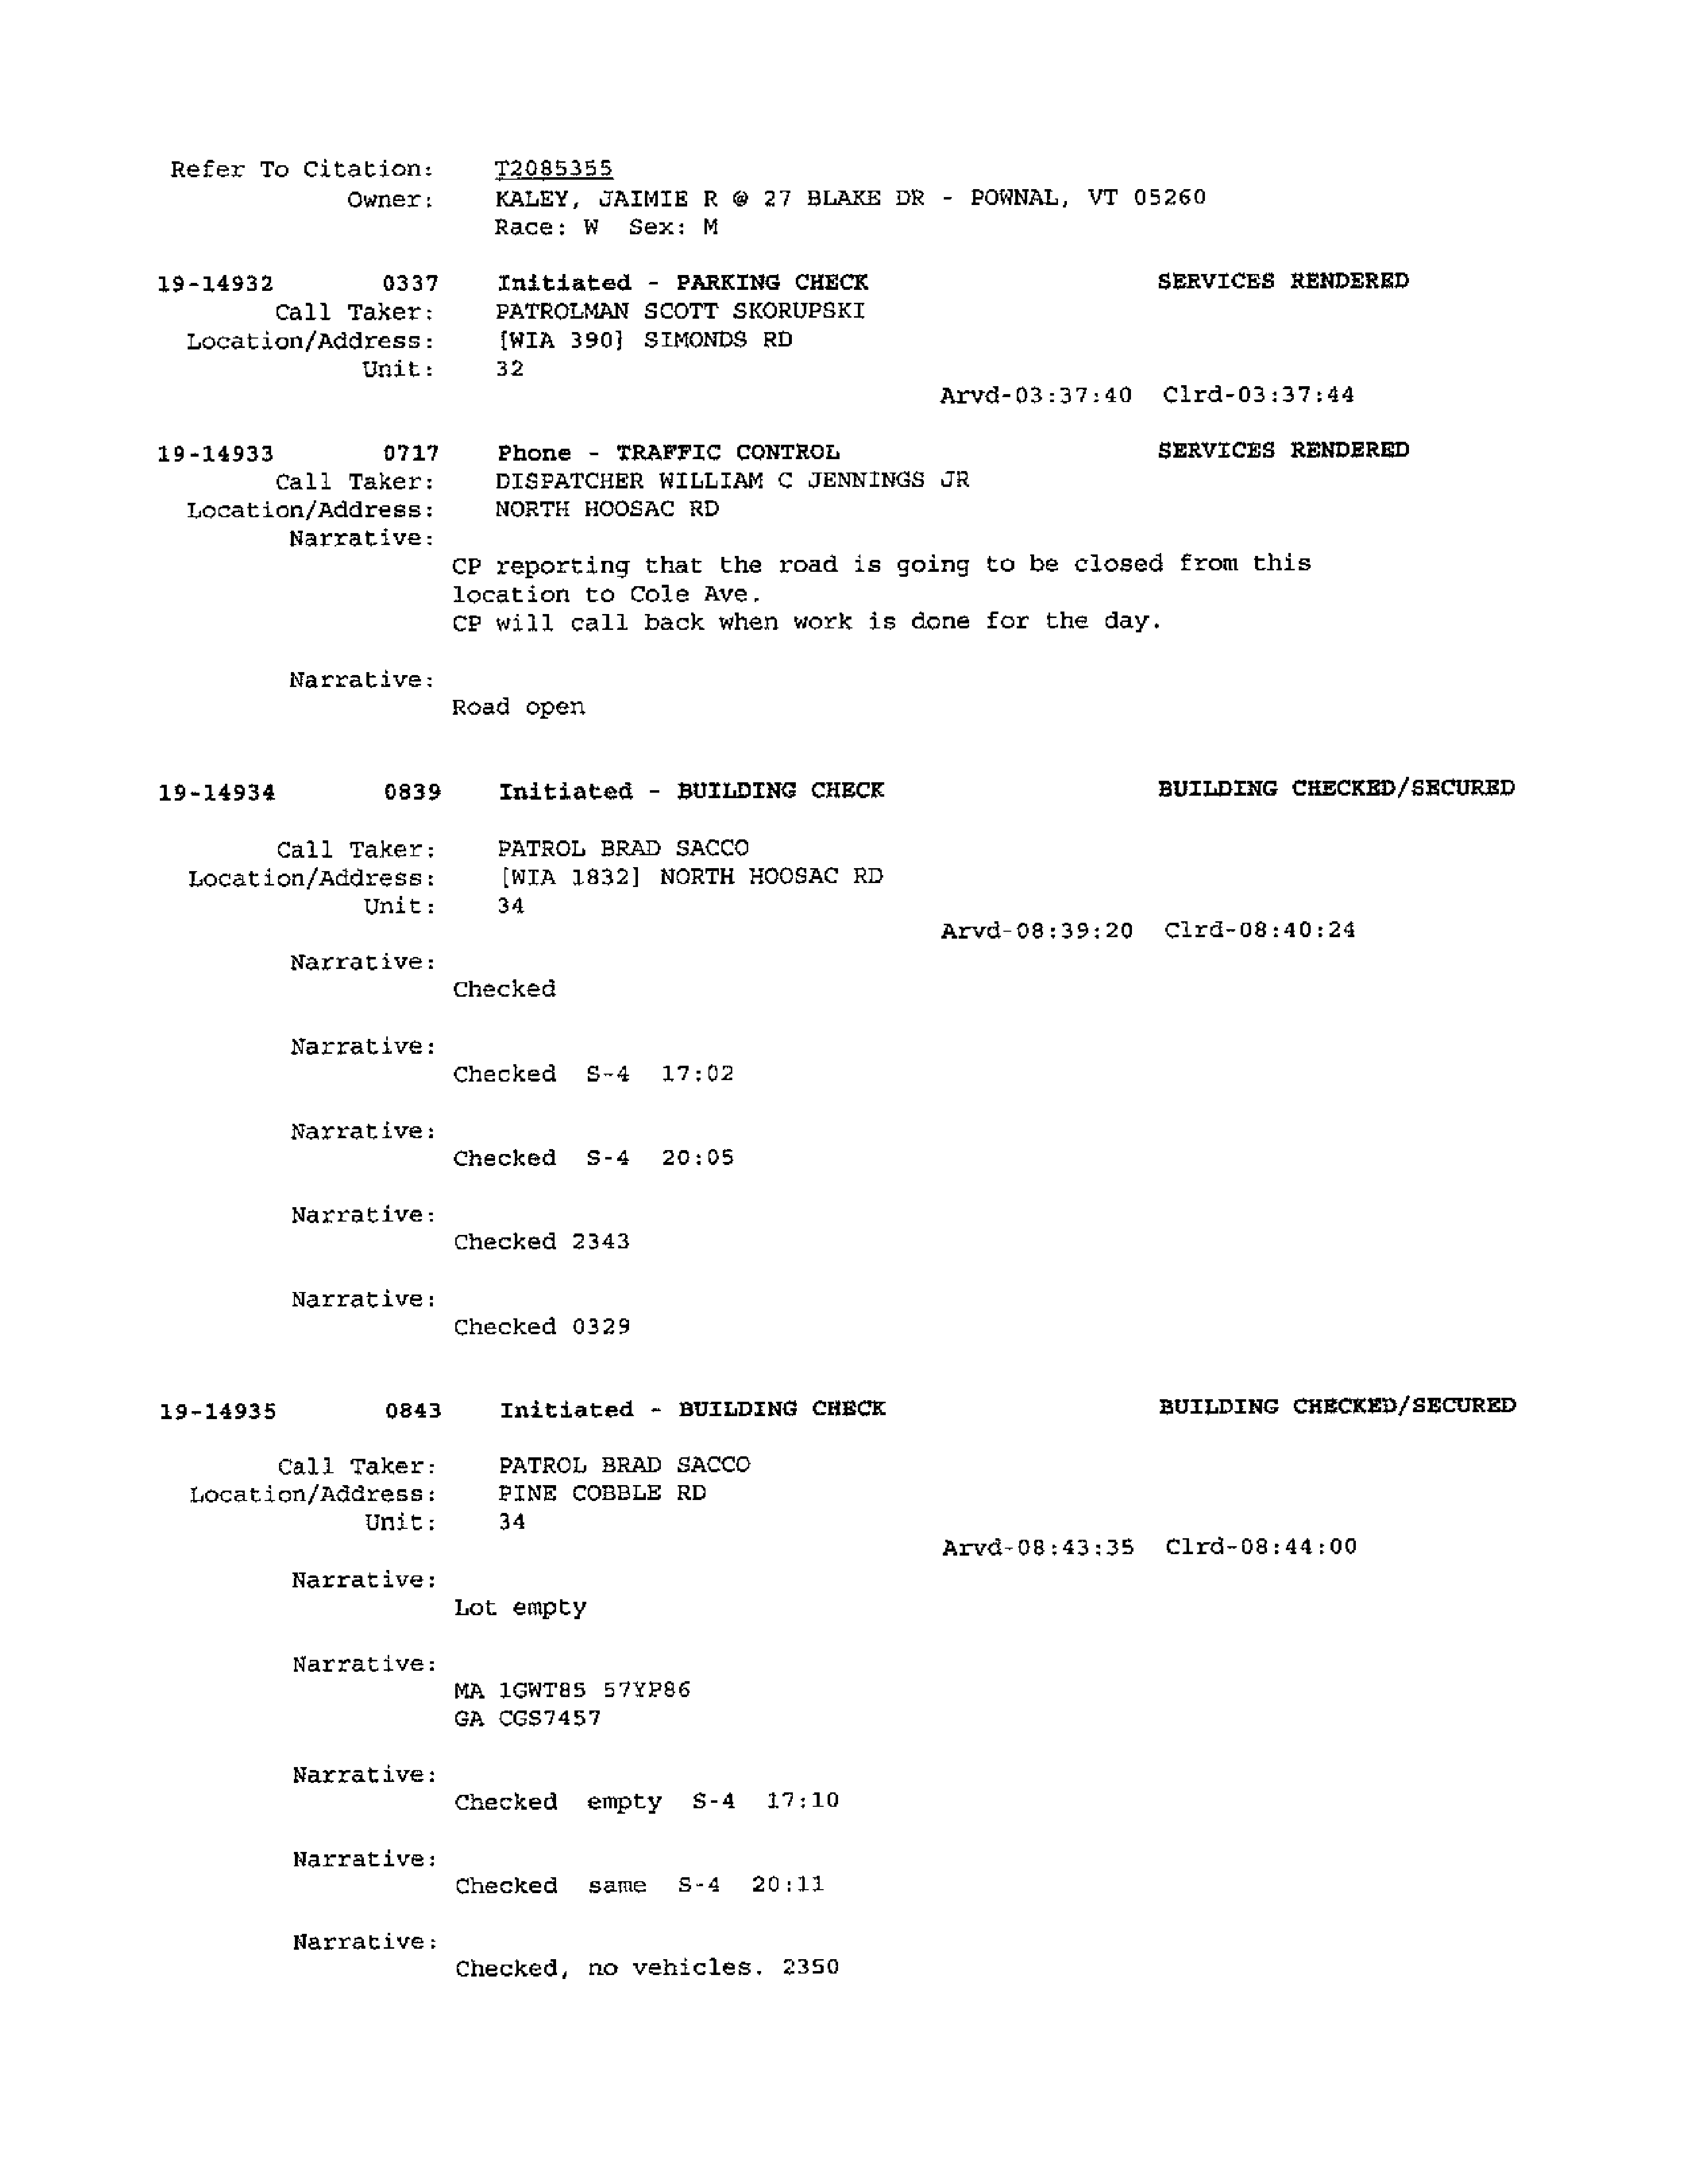 Refer To Citation: T2085355
Owner: KALEY, JAIMIE R @ 27 BLAKE DR - POWNAL, VT 05260
Race: W Sex: M
19-14932 0337 Initiated - PARKING CHECK SERVICES RENDERED
Call Taker: PATROLMAN SCOTT SKORUPSKI
Location/Address: [WIA 390] SIMONDS RD
Unit: 32
Arvd-03:37:40 Clrd-03:37:44
19-14933 0717 Phone - TRAFFIC CONTROL SERVICES RENDERED
Call Taker: DISPATCHER WILLIAM C JENNINGS JR
Location/Address: NORTH HOOSAC RD
Narrative:
CP reporting that the road is going to be closed from this
location to Cole Ave.
CP will call back when work is done for the day.
Narrative:
Road open
19-14934 0839 Initiated - BUILDING CHECK BUILDING CHECKED/SECURED
Call Taker: PATROL BRAD SACCO
Location/Address: [WIA 1832] NORTH HOOSAC RD
Unit: 34
Arvd-08:39:20 Clrd-08:40:24
Narrative:
Checked
Narrative:
Checked S-4 17:02
Narrative:
Checked S-4 20:05
Narrative:
Checked 2343
Narrative:
Checked 0329
19-14935 0843 Initiated - BUILDING CHECK BUILDING CHECKED/SECURED
Call Taker: PATROL BRAD SACCO
Location/Address: PINE COBBLE RD
Unit: 34
Arvd-08:43:35 Clrd-08:44:00
Narrative:
Lot empty
Narrative:
MA 1GWT85 57YP86
GA CGS7457
Narrative:
Checked empty S-4 17:10
Narrative:
Checked same S-4 20:11
Narrative:
Checked, no vehicles. 2350